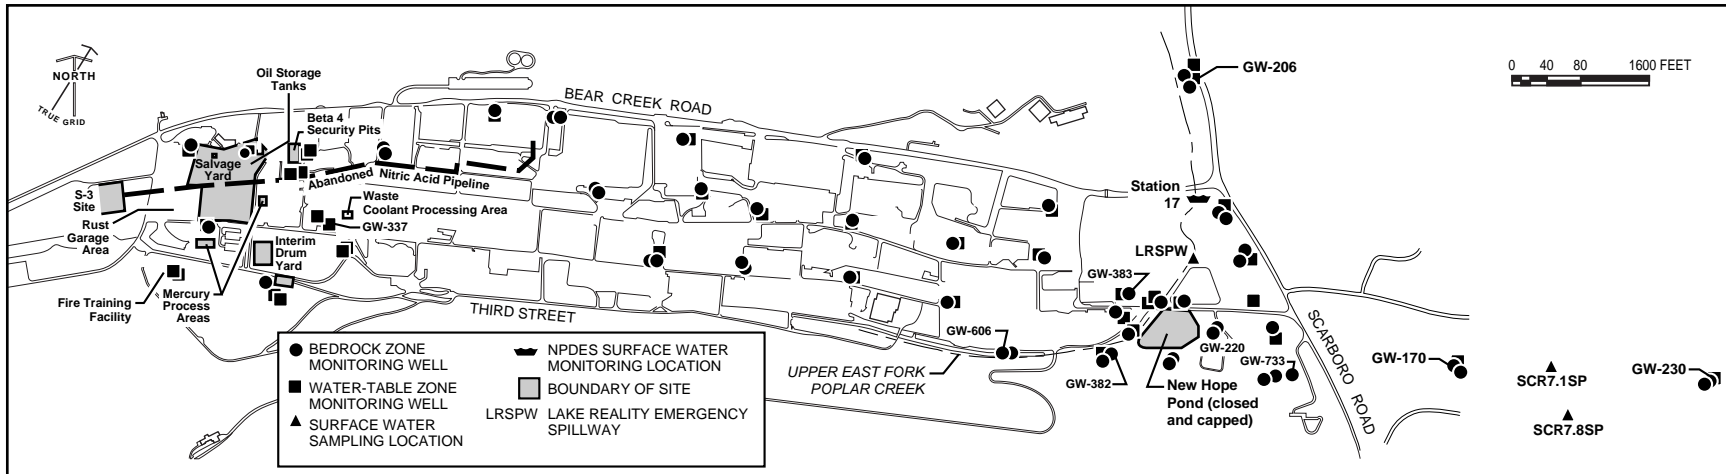 NORTH
TRUE GRID
Oil Storage
Tanks
Beta 4
Security Pits
BEAR CREEK ROAD
GW-206
0 40 80 1600 FEET
Salvage
Yard
S-3
Site
Abandoned Nitric Acid Pipeline
Waste
Coolant Processing Area
GW-337
Rust
Garage
Area
Interim
Drum
Yard
Station
17
LRSPW
GW-383
Fire Training
Facility
Mercury
Process
Areas
THIRD STREET
GW-606
UPPER EAST FORK
POPLAR CREEK
GW-382
GW-220
GW-733
New Hope
Pond (closed
and capped)
SCARBORO ROAD
GW-170
SCR7.1SP
GW-230
SCR7.8SP
BEDROCK ZONE
MONITORING WELL
WATER-TABLE ZONE
MONITORING WELL
SURFACE WATER
SAMPLING LOCATION
NPDES SURFACE WATER
MONITORING LOCATION
BOUNDARY OF SITE
LRSPW LAKE REALITY EMERGENCY
SPILLWAY